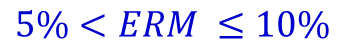 5% < ERM ≤ 10%